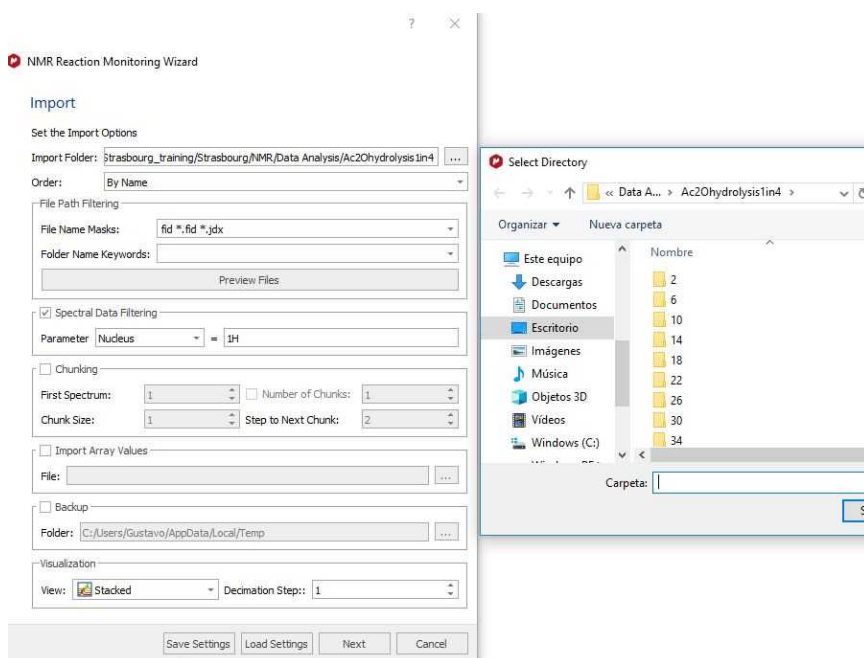 ?
NMR Reaction Monitoring Wizard
Import
Set the Import Options
Import Folder: Strasbourg_training/Strasbourg/NMR/Data Analysis/Ac2Ohydrolysis1in4 ...
Order: By Name
File Path Filtering
File Name Masks: fid *.fid *.jdx
Folder Name Keywords:
Preview Files
Spectral Data Filtering
Parameter Nucleus = 1H
Chunking
First Spectrum: 1 Number of Chunks: 1
Chunk Size: 1 Step to Next Chunk: 2
Import Array Values
File: ...
Backup
Folder: C:/Users/Gustavo/AppData/Local/Temp ...
Visualization
View: Stacked Decimation Step:: 1
Save Settings Load Settings Next Cancel
Select Directory
« Data A... › Ac2Ohydrolysis1in4 ›
Organizar Nueva carpeta
Este equipo
Descargas
Documentos
Escritorio
Imágenes
Música
Objetos 3D
Vídeos
Windows (C:)
Nombre
2
6
10
14
18
22
26
30
34
Carpeta: